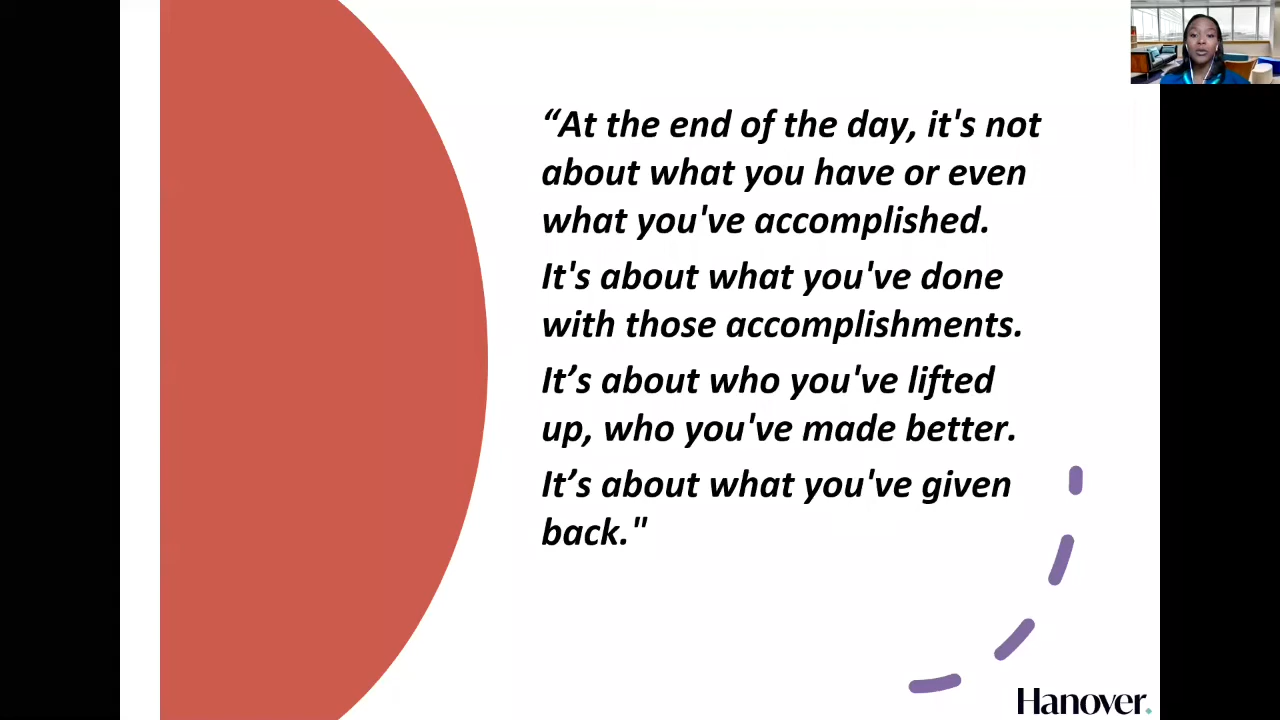 “At the end of the day, it's not
about what you have or even
what you've accomplished.
It's about what you've done
with those accomplishments.
It’s about who you've lifted
up, who you've made better.
It’s about what you've given
back."
Hanover.